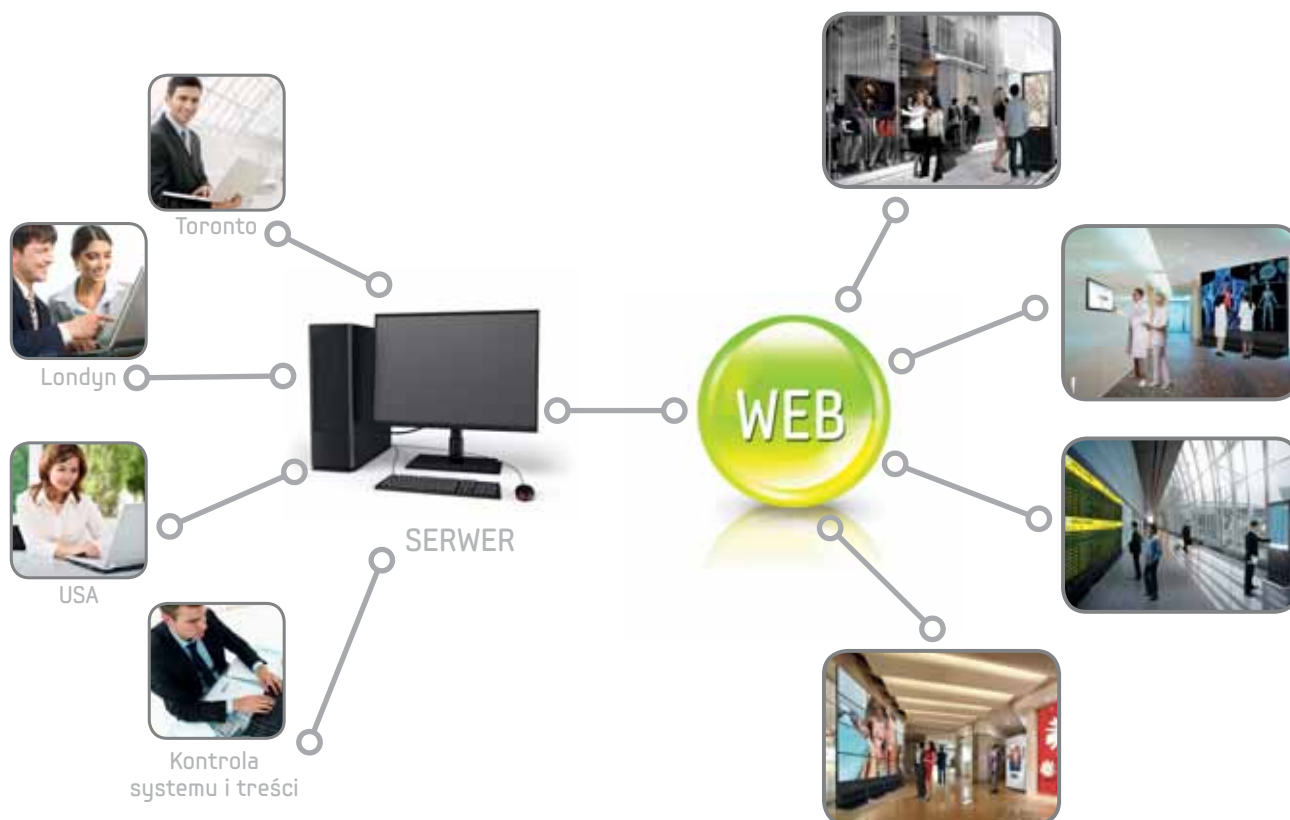 Toronto
Londyn
WEB
USA
SERWER
Kontrola
systemu i treści